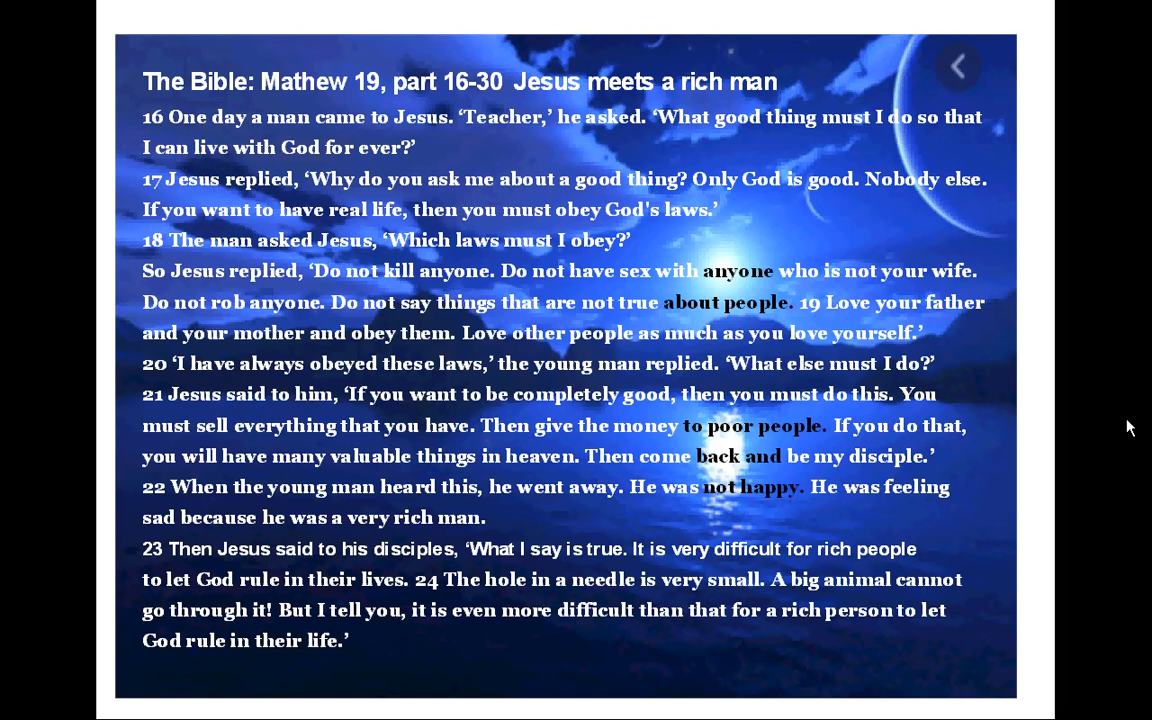 The Bible: Mathew 19, part 16-30 Jesus meets a rich man
16 One day a man came to Jesus. ‘Teacher,’ he asked. ‘What good thing must I do so that
I can live with God for ever?’
17 Jesus replied, ‘Why do you ask me about a good thing? Only God is good. Nobody else.
If you want to have real life, then you must obey God's laws.’
18 The man asked Jesus, ‘Which laws must I obey?’
So Jesus replied, ‘Do not kill anyone. Do not have sex with anyone who is not your wife.
Do not rob anyone. Do not say things that are not true about people. 19 Love your father
and your mother and obey them. Love other people as much as you love yourself.’
20 ‘I have always obeyed these laws,’ the young man replied. ‘What else must I do?’
21 Jesus said to him, ‘If you want to be completely good, then you must do this. You
must sell everything that you have. Then give the money to poor people. If you do that,
you will have many valuable things in heaven. Then come back and be my disciple.’
22 When the young man heard this, he went away. He was not happy. He was feeling
sad because he was a very rich man.
23 Then Jesus said to his disciples, ‘What I say is true. It is very difficult for rich people
to let God rule in their lives. 24 The hole in a needle is very small. A big animal cannot
go through it! But I tell you, it is even more difficult than that for a rich person to let
God rule in their life.’